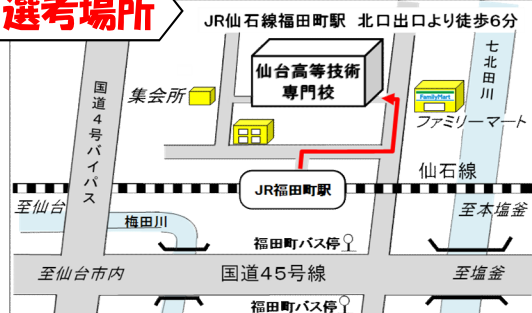 選考場所
JR仙石線福田町駅 北口出口より徒歩6分
仙台高等技術
専門校
七北田川
国道4号バイパス
集会所
FamilyMart
ファミリーマート
仙石線
JR福田町駅
至仙台
至本塩釜
梅田川
福田町バス停
至仙台市内
国道45号線
至塩釜
福田町バス停